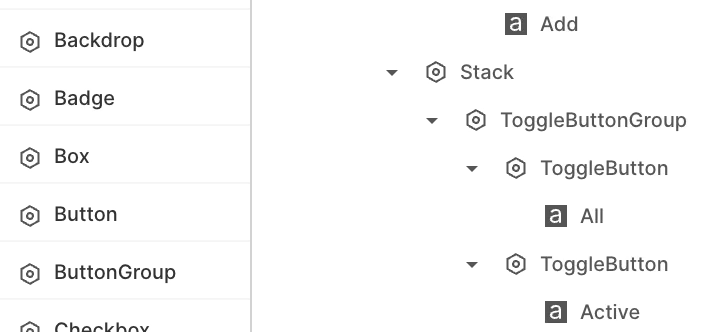 Backdrop
Badge
Box
Button
ButtonGroup
Checkbox
a Add
Stack
ToggleButtonGroup
ToggleButton
a All
ToggleButton
a Active